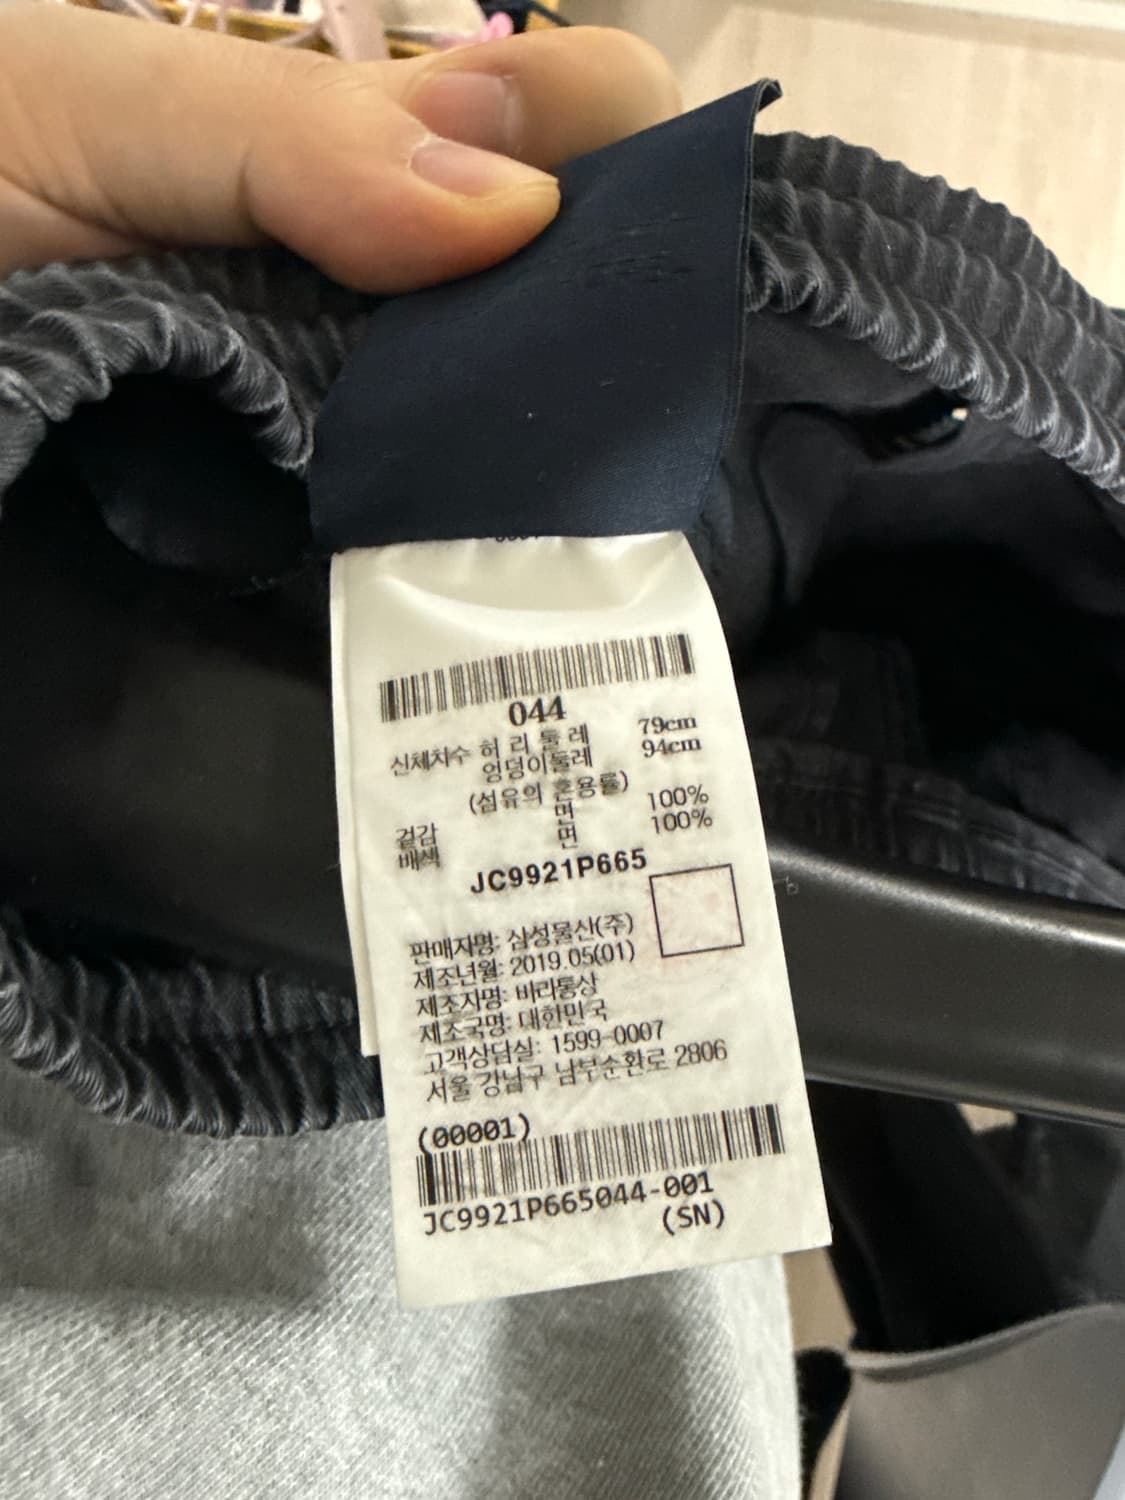 044
신체치수 허 리 둘 레 79cm
엉덩이둘레 94cm
(섬유의 혼용률)
겉감 면 100%
배색 면 100%
JC9921P665
판매자명: 삼성물산(주)
제조년월: 2019.05(01)
제조자명: 바리통상
제조국명: 대한민국
고객상담실: 1599-0007
서울 강남구 남부순환로 2806
(00001)
JC9921P665044-001
(SN)